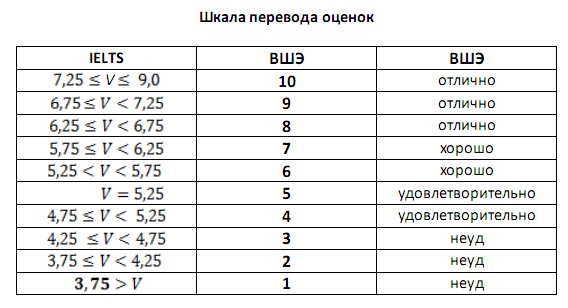 Шкала перевода оценок
IELTS ВШЭ ВШЭ
7,25 ≤ V ≤ 9,0 10 отлично
6,75 ≤ V < 7,25 9 отлично
6,25 ≤ V < 6,75 8 отлично
5,75 ≤ V < 6,25 7 хорошо
5,25 < V < 5,75 6 хорошо
V = 5,25 5 удовлетворительно
4,75 ≤ V < 5,25 4 удовлетворительно
4,25 ≤ V < 4,75 3 неуд
3,75 ≤ V < 4,25 2 неуд
3,75 > V 1 неуд